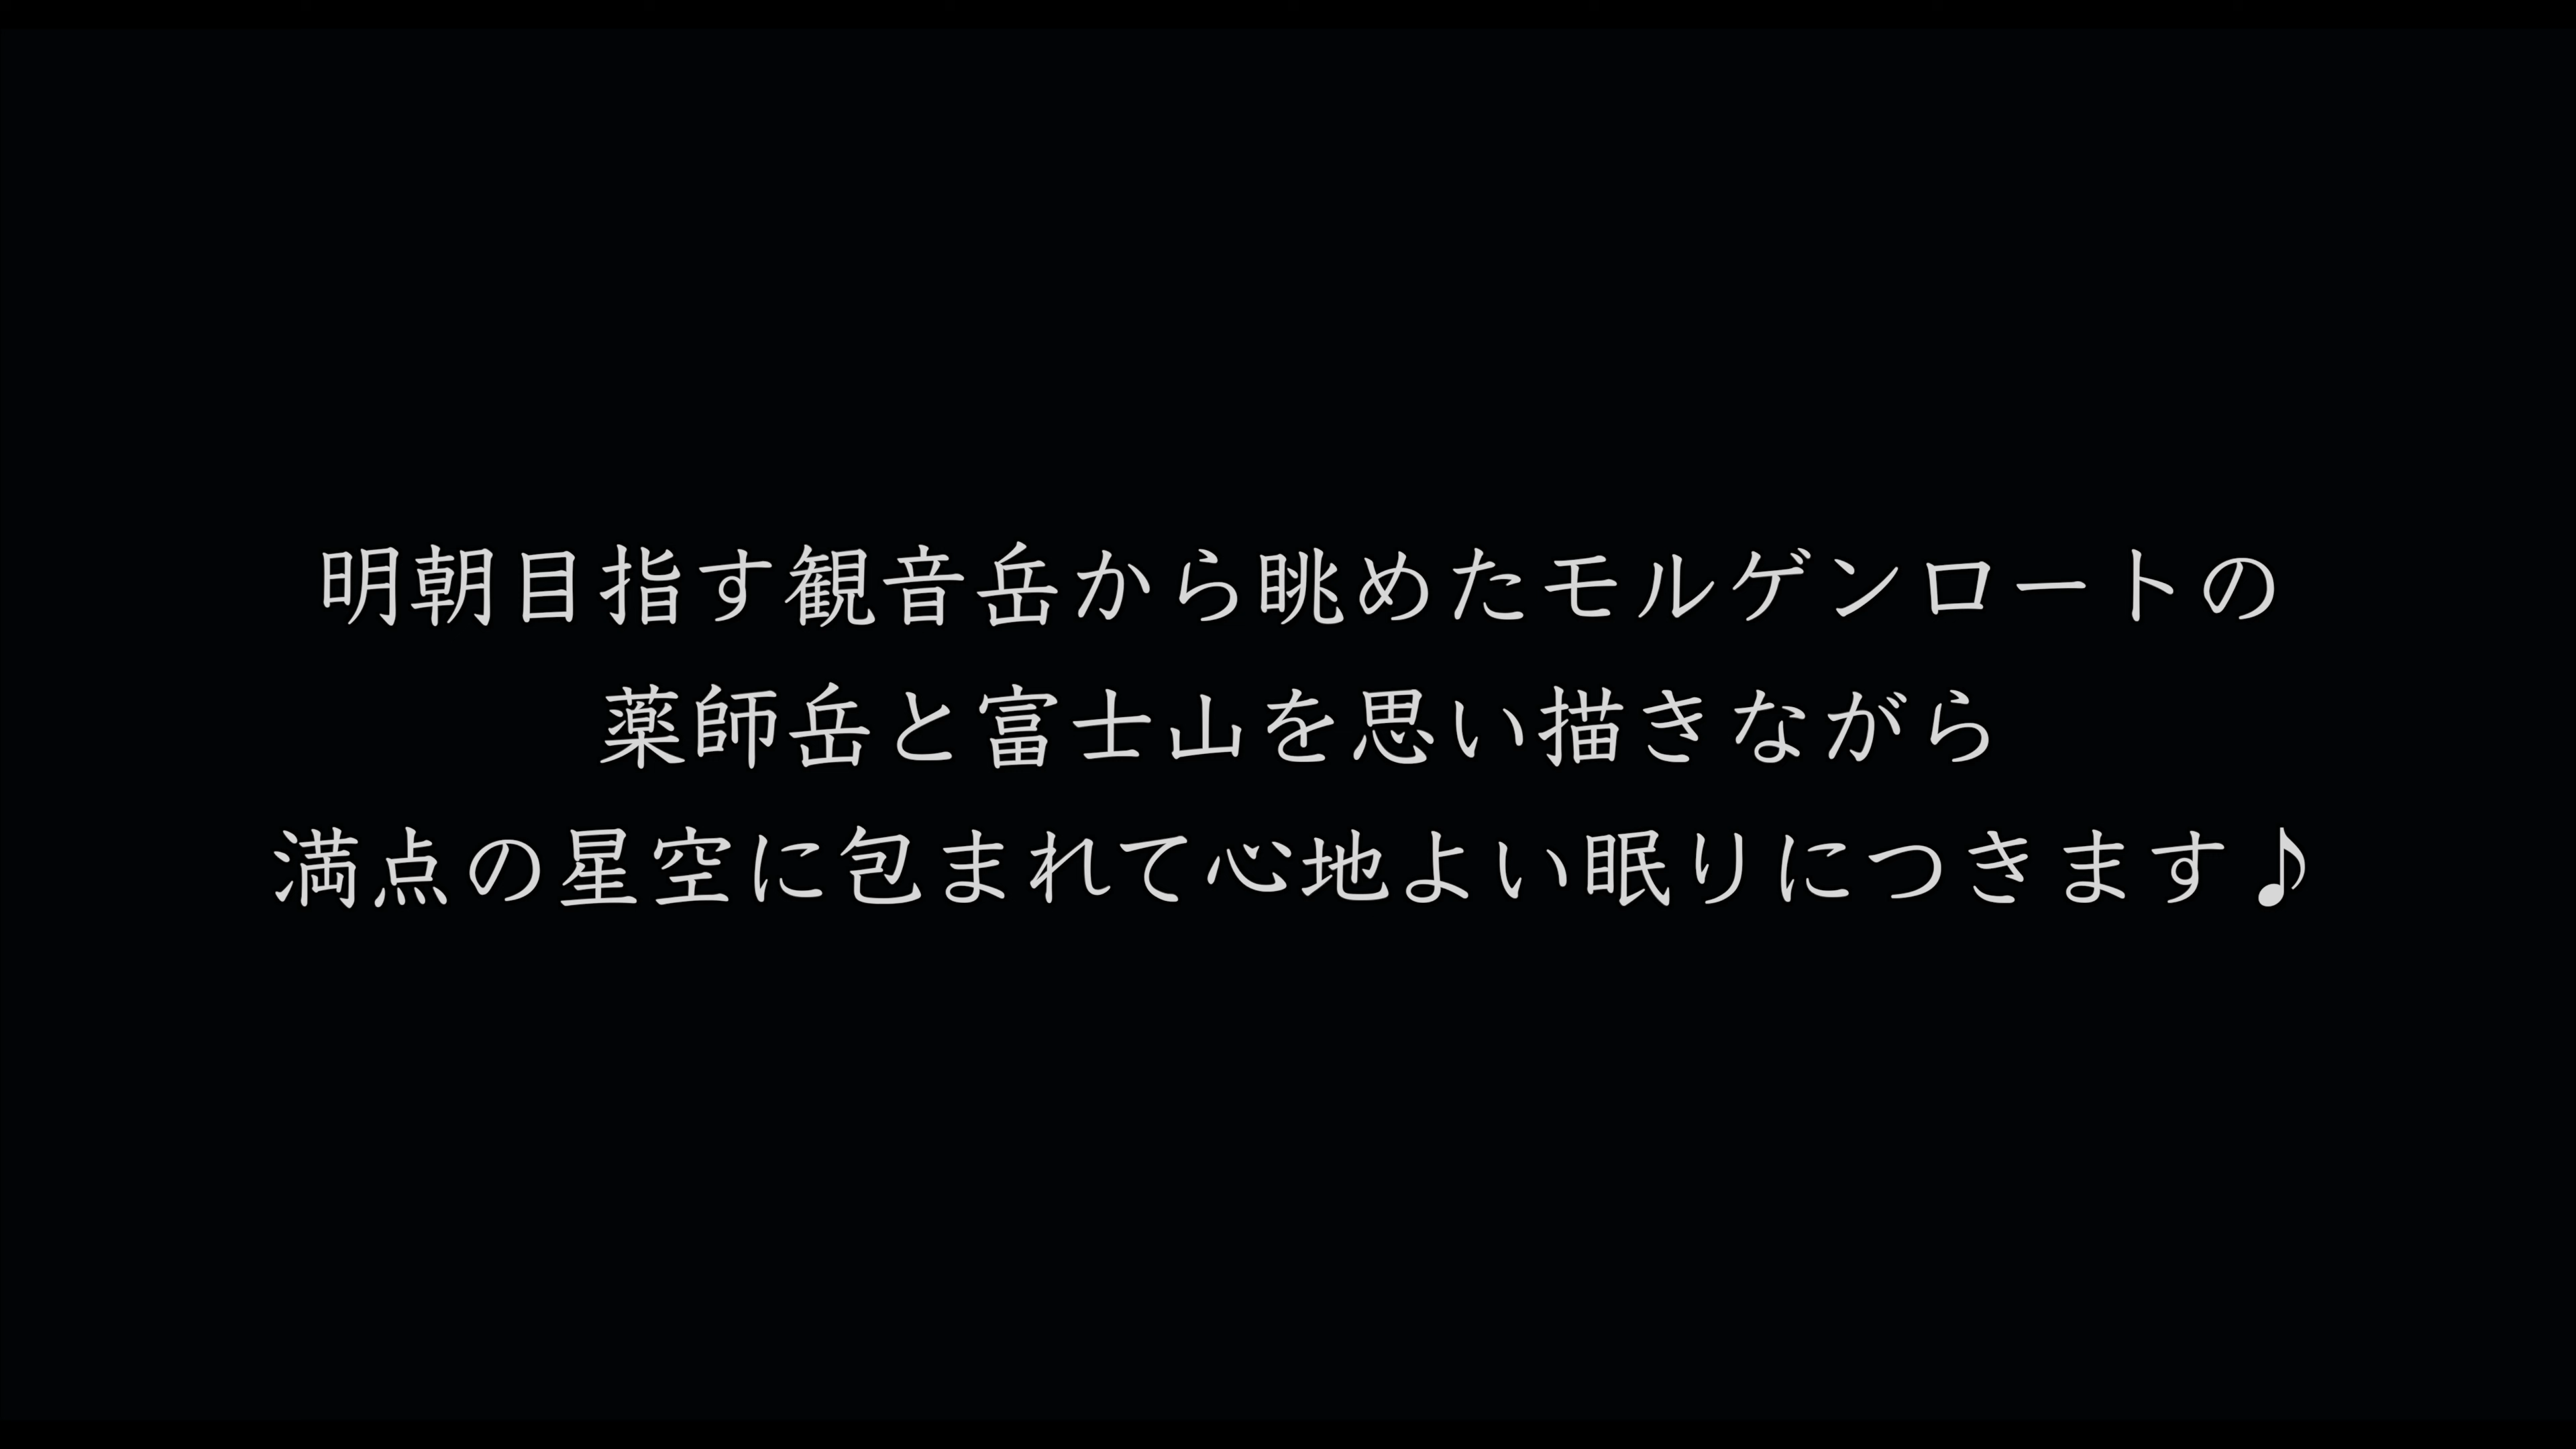 明朝目指す観音岳から眺めたモルゲンロートの
薬師岳と富士山を思い描きながら
満点の星空に包まれて心地よい眠りにつきます♪